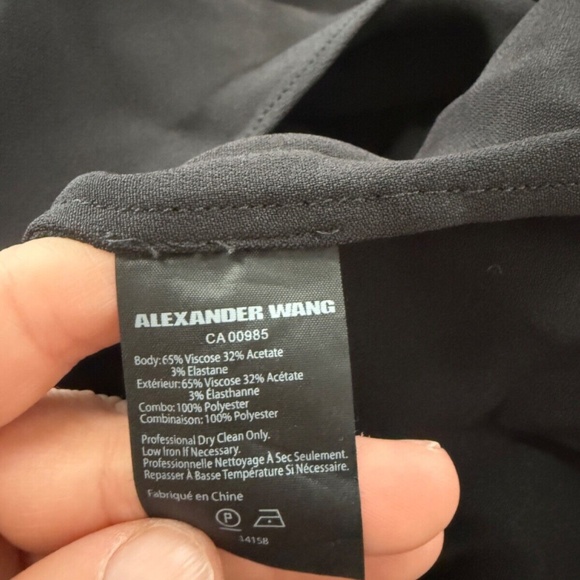 ALEXANDER WANG
CA 00985
Body: 65% Viscose 32% Acetate
3% Elastane
Extérieur: 65% Viscose 32% Acétate
3% Élasthanne
Combo: 100% Polyester
Combinaison: 100% Polyester
Professional Dry Clean Only.
Low Iron If Necessary.
Professionnelle Nettoyage À Sec Seulement.
Repasser À Basse Température Si Nécessaire.
Fabriqué en Chine
P
14158